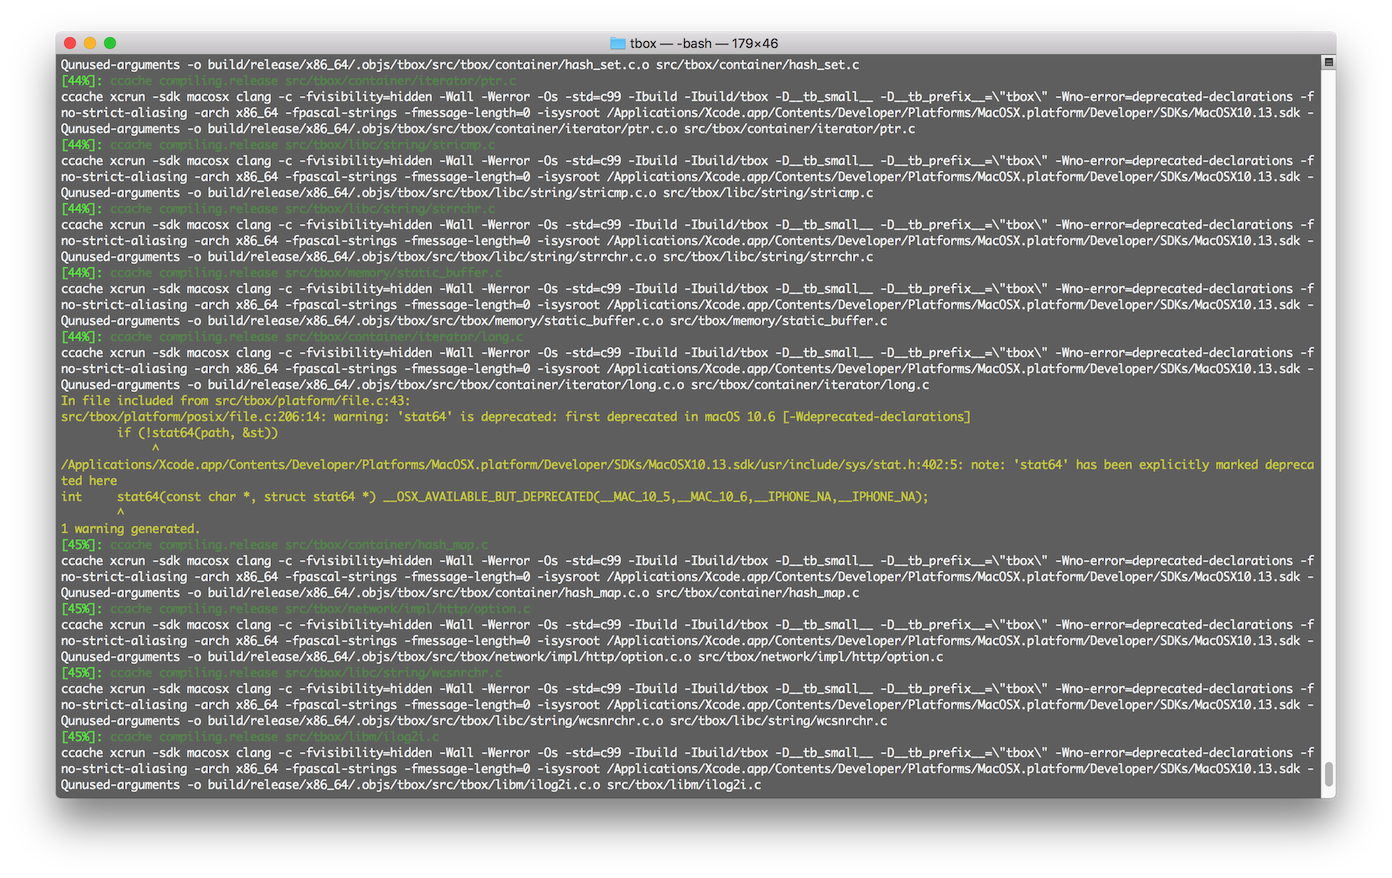 tbox — -bash — 179×46
Qunused-arguments -o build/release/x86_64/.objs/tbox/src/tbox/container/hash_set.c.o src/tbox/container/hash_set.c
[44%]: ccache compiling.release src/tbox/container/iterator/ptr.c
ccache xcrun -sdk macosx clang -c -fvisibility=hidden -Wall -Werror -Os -std=c99 -Ibuild -Ibuild/tbox -D__tb_small__ -D__tb_prefix__=\"tbox\" -Wno-error=deprecated-declarations -f
no-strict-aliasing -arch x86_64 -fpascal-strings -fmessage-length=0 -isysroot /Applications/Xcode.app/Contents/Developer/Platforms/MacOSX.platform/Developer/SDKs/MacOSX10.13.sdk -
Qunused-arguments -o build/release/x86_64/.objs/tbox/src/tbox/container/iterator/ptr.c.o src/tbox/container/iterator/ptr.c
[44%]: ccache compiling.release src/tbox/libc/string/stricmp.c
ccache xcrun -sdk macosx clang -c -fvisibility=hidden -Wall -Werror -Os -std=c99 -Ibuild -Ibuild/tbox -D__tb_small__ -D__tb_prefix__=\"tbox\" -Wno-error=deprecated-declarations -f
no-strict-aliasing -arch x86_64 -fpascal-strings -fmessage-length=0 -isysroot /Applications/Xcode.app/Contents/Developer/Platforms/MacOSX.platform/Developer/SDKs/MacOSX10.13.sdk -
Qunused-arguments -o build/release/x86_64/.objs/tbox/src/tbox/libc/string/stricmp.c.o src/tbox/libc/string/stricmp.c
[44%]: ccache compiling.release src/tbox/libc/string/strrchr.c
ccache xcrun -sdk macosx clang -c -fvisibility=hidden -Wall -Werror -Os -std=c99 -Ibuild -Ibuild/tbox -D__tb_small__ -D__tb_prefix__=\"tbox\" -Wno-error=deprecated-declarations -f
no-strict-aliasing -arch x86_64 -fpascal-strings -fmessage-length=0 -isysroot /Applications/Xcode.app/Contents/Developer/Platforms/MacOSX.platform/Developer/SDKs/MacOSX10.13.sdk -
Qunused-arguments -o build/release/x86_64/.objs/tbox/src/tbox/libc/string/strrchr.c.o src/tbox/libc/string/strrchr.c
[44%]: ccache compiling.release src/tbox/memory/static_buffer.c
ccache xcrun -sdk macosx clang -c -fvisibility=hidden -Wall -Werror -Os -std=c99 -Ibuild -Ibuild/tbox -D__tb_small__ -D__tb_prefix__=\"tbox\" -Wno-error=deprecated-declarations -f
no-strict-aliasing -arch x86_64 -fpascal-strings -fmessage-length=0 -isysroot /Applications/Xcode.app/Contents/Developer/Platforms/MacOSX.platform/Developer/SDKs/MacOSX10.13.sdk -
Qunused-arguments -o build/release/x86_64/.objs/tbox/src/tbox/memory/static_buffer.c.o src/tbox/memory/static_buffer.c
[44%]: ccache compiling.release src/tbox/container/iterator/long.c
ccache xcrun -sdk macosx clang -c -fvisibility=hidden -Wall -Werror -Os -std=c99 -Ibuild -Ibuild/tbox -D__tb_small__ -D__tb_prefix__=\"tbox\" -Wno-error=deprecated-declarations -f
no-strict-aliasing -arch x86_64 -fpascal-strings -fmessage-length=0 -isysroot /Applications/Xcode.app/Contents/Developer/Platforms/MacOSX.platform/Developer/SDKs/MacOSX10.13.sdk -
Qunused-arguments -o build/release/x86_64/.objs/tbox/src/tbox/container/iterator/long.c.o src/tbox/container/iterator/long.c
In file included from src/tbox/platform/file.c:43:
src/tbox/platform/posix/file.c:206:14: warning: 'stat64' is deprecated: first deprecated in macOS 10.6 [-Wdeprecated-declarations]
        if (!stat64(path, &st))
             ^
/Applications/Xcode.app/Contents/Developer/Platforms/MacOSX.platform/Developer/SDKs/MacOSX10.13.sdk/usr/include/sys/stat.h:402:5: note: 'stat64' has been explicitly marked depreca
ted here
int     stat64(const char *, struct stat64 *) __OSX_AVAILABLE_BUT_DEPRECATED(__MAC_10_5,__MAC_10_6,__IPHONE_NA,__IPHONE_NA);
        ^
1 warning generated.
[45%]: ccache compiling.release src/tbox/container/hash_map.c
ccache xcrun -sdk macosx clang -c -fvisibility=hidden -Wall -Werror -Os -std=c99 -Ibuild -Ibuild/tbox -D__tb_small__ -D__tb_prefix__=\"tbox\" -Wno-error=deprecated-declarations -f
no-strict-aliasing -arch x86_64 -fpascal-strings -fmessage-length=0 -isysroot /Applications/Xcode.app/Contents/Developer/Platforms/MacOSX.platform/Developer/SDKs/MacOSX10.13.sdk -
Qunused-arguments -o build/release/x86_64/.objs/tbox/src/tbox/container/hash_map.c.o src/tbox/container/hash_map.c
[45%]: ccache compiling.release src/tbox/network/impl/http/option.c
ccache xcrun -sdk macosx clang -c -fvisibility=hidden -Wall -Werror -Os -std=c99 -Ibuild -Ibuild/tbox -D__tb_small__ -D__tb_prefix__=\"tbox\" -Wno-error=deprecated-declarations -f
no-strict-aliasing -arch x86_64 -fpascal-strings -fmessage-length=0 -isysroot /Applications/Xcode.app/Contents/Developer/Platforms/MacOSX.platform/Developer/SDKs/MacOSX10.13.sdk -
Qunused-arguments -o build/release/x86_64/.objs/tbox/src/tbox/network/impl/http/option.c.o src/tbox/network/impl/http/option.c
[45%]: ccache compiling.release src/tbox/libc/string/wcsnrchr.c
ccache xcrun -sdk macosx clang -c -fvisibility=hidden -Wall -Werror -Os -std=c99 -Ibuild -Ibuild/tbox -D__tb_small__ -D__tb_prefix__=\"tbox\" -Wno-error=deprecated-declarations -f
no-strict-aliasing -arch x86_64 -fpascal-strings -fmessage-length=0 -isysroot /Applications/Xcode.app/Contents/Developer/Platforms/MacOSX.platform/Developer/SDKs/MacOSX10.13.sdk -
Qunused-arguments -o build/release/x86_64/.objs/tbox/src/tbox/libc/string/wcsnrchr.c.o src/tbox/libc/string/wcsnrchr.c
[45%]: ccache compiling.release src/tbox/libm/ilog2i.c
ccache xcrun -sdk macosx clang -c -fvisibility=hidden -Wall -Werror -Os -std=c99 -Ibuild -Ibuild/tbox -D__tb_small__ -D__tb_prefix__=\"tbox\" -Wno-error=deprecated-declarations -f
no-strict-aliasing -arch x86_64 -fpascal-strings -fmessage-length=0 -isysroot /Applications/Xcode.app/Contents/Developer/Platforms/MacOSX.platform/Developer/SDKs/MacOSX10.13.sdk -
Qunused-arguments -o build/release/x86_64/.objs/tbox/src/tbox/libm/ilog2i.c.o src/tbox/libm/ilog2i.c